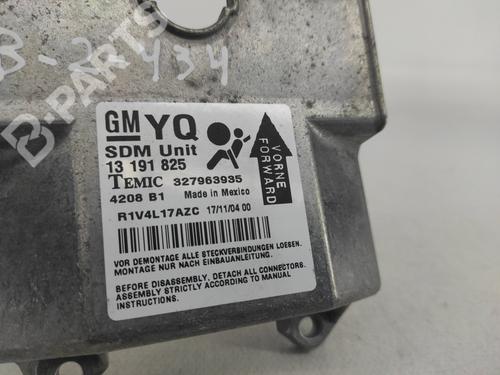 B-PARTS
B-2 434
GM YQ
SDM Unit
13 191 825
TEMIC 327963935
4208 B1 Made in Mexico
R1V4L17AZC 17/11/04 00
VORNE
FORWARD
VOR DEMONTAGE ALLE STECKVERBINDUNGEN LOESEN.
MONTAGE NUR NACH EINBAUANLEITUNG.
BEFORE DISASSEMBLY, DETACH ALL CONNECTORS.
ASSEMBLY STRICTLY ACCORDING TO MANUAL
INSTRUCTIONS.